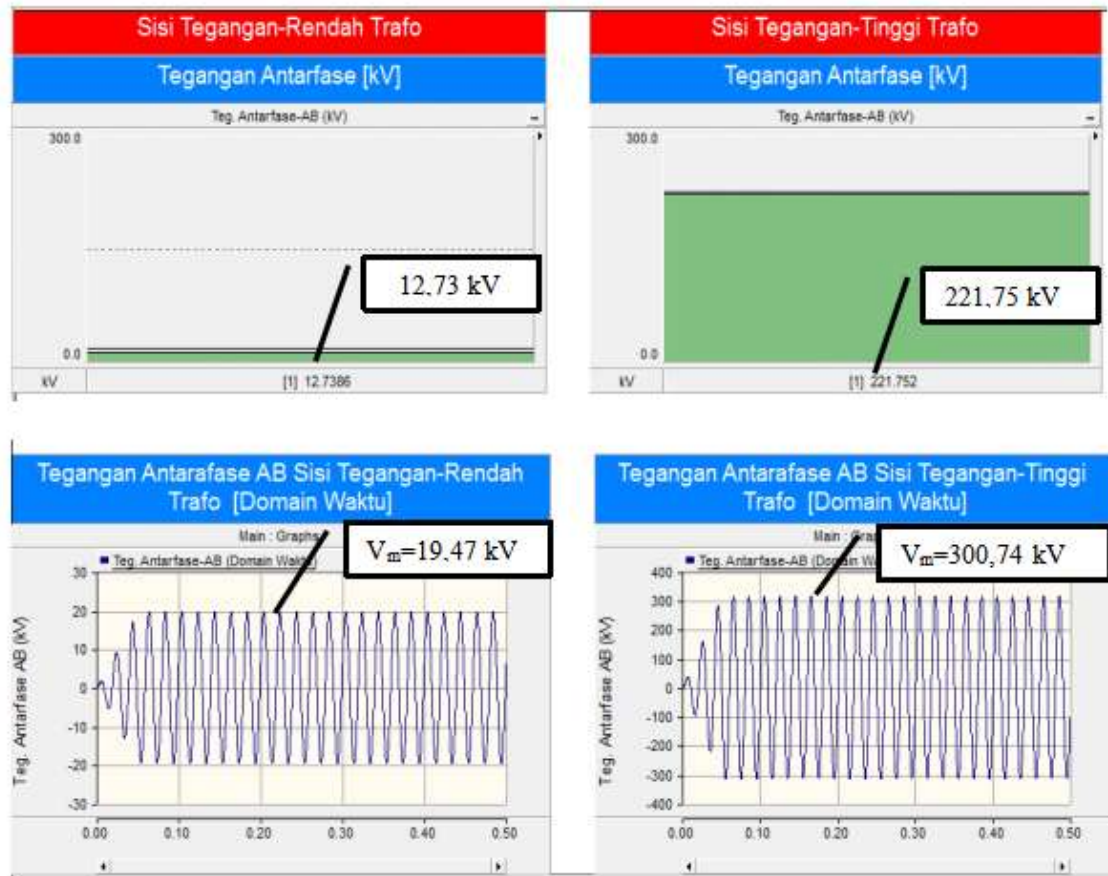 Sisi Tegangan-Rendah Trafo
Tegangan Antarfase [kV]
Teg. Antarfase-AB (kV)
300.0
12,73 kV
0.0
kV
[1] 12.7386
Sisi Tegangan-Tinggi Trafo
Tegangan Antarfase [kV]
Teg. Antarfase-AB (kV)
300.0
221,75 kV
0.0
kV
[1] 221.752
Tegangan Antarafase AB Sisi Tegangan-Rendah
Trafo [Domain Waktu]
Main : Graphs
Vm=19,47 kV
Teg. Antarfase-AB (Domain Waktu)
Teg. Antarfase AB (kV)
30
20
10
0
-10
-20
-30
0.00 0.10 0.20 0.30 0.40 0.50
Tegangan Antarafase AB Sisi Tegangan-Tinggi
Trafo [Domain Waktu]
Main :
Vm=300,74 kV
Teg. Antarfase-AB (Domain
Teg. Antarfase AB (kV)
400
300
200
100
0
-100
-200
-300
-400
0.00 0.10 0.20 0.30 0.40 0.50